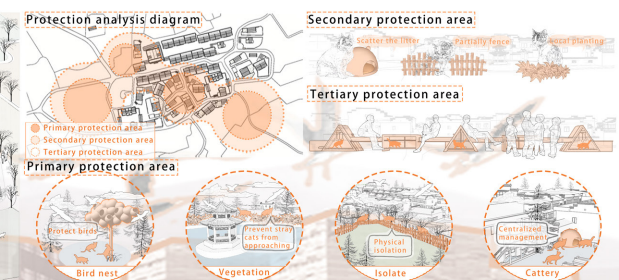 Protection analysis diagram
Primary protection area
Secondary protection area
Tertiary protection area
Secondary protection area
Scatter the litter
Partially fence
Tertiary protection area
Primary protection area
Protect birds
Bird nest
Prevent stray
cats from
approaching
Vegetation
Physical
isolation
Isolate
Centralized
management
Cattery